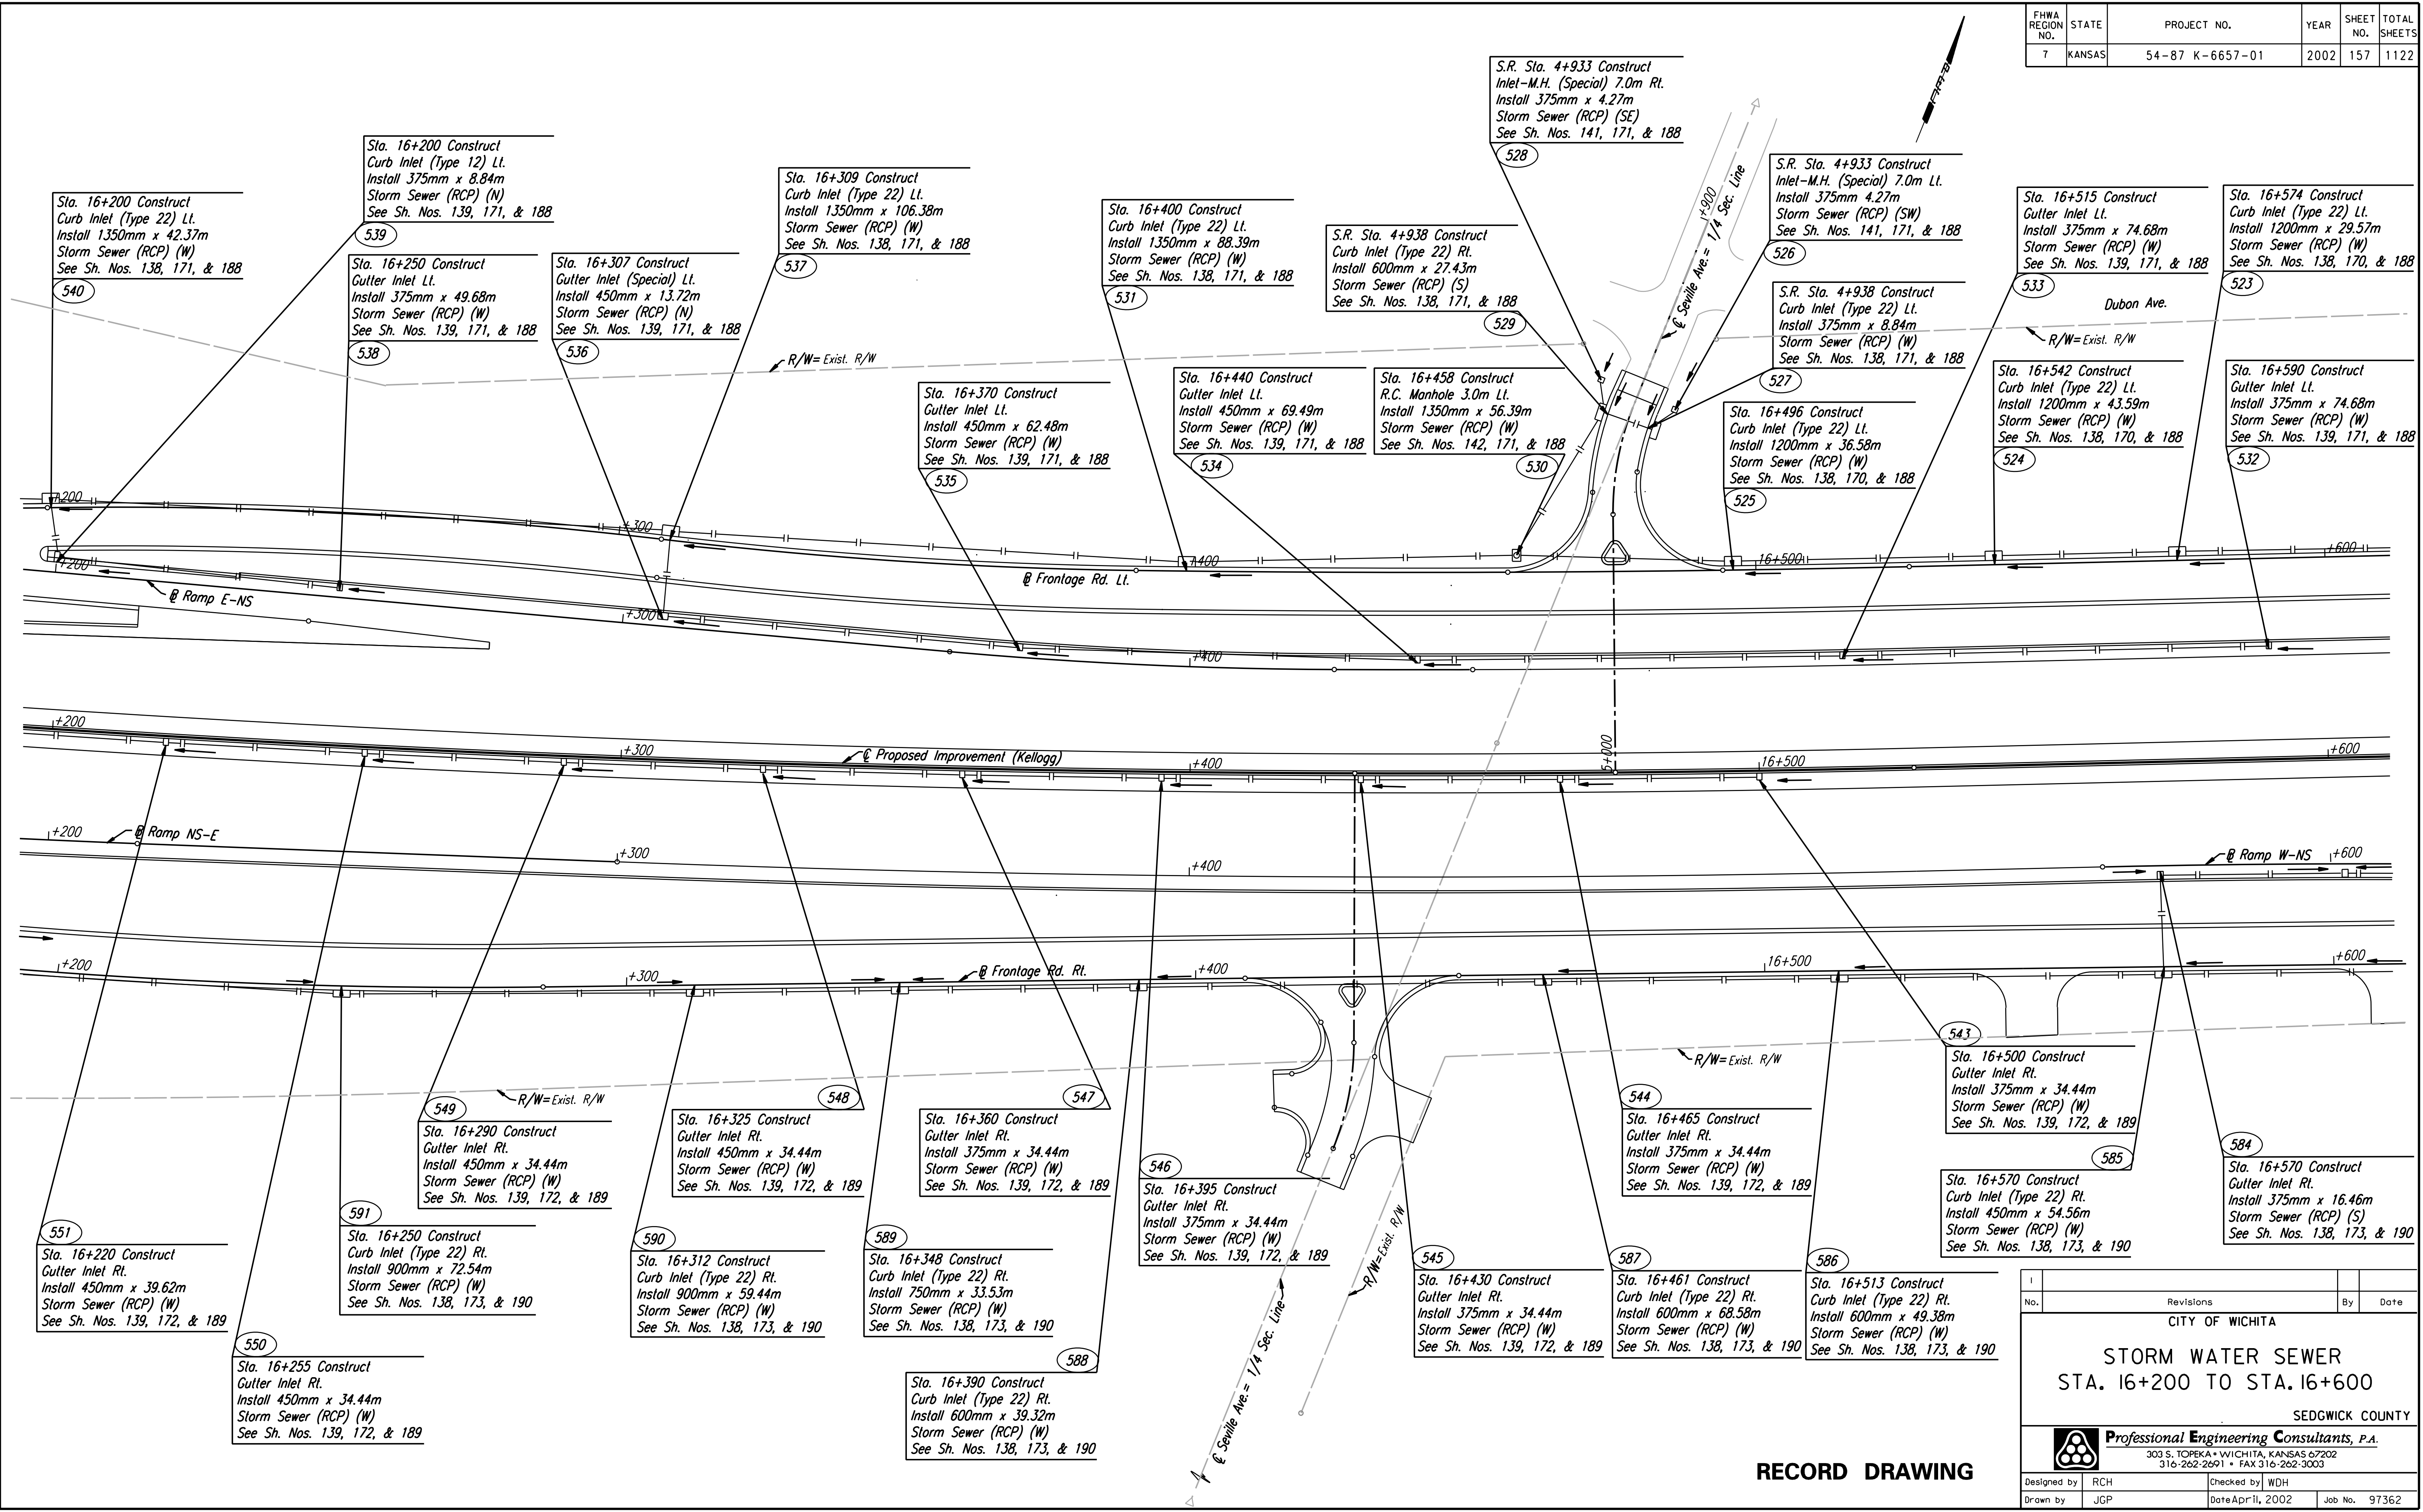 FHWA REGION NO.
STATE
PROJECT NO.
YEAR
SHEET NO.
TOTAL SHEETS
7
KANSAS
54-87 K-6657-01
2002
157
1122
S.R. Sta. 4+933 Construct
Inlet-M.H. (Special) 7.0m Rt.
Install 375mm x 4.27m
Storm Sewer (RCP) (SE)
See Sh. Nos. 141, 171, & 188
528
Sta. 16+200 Construct
Curb Inlet (Type 12) Lt.
Install 375mm x 8.84m
Storm Sewer (RCP) (N)
See Sh. Nos. 139, 171, & 188
539
S.R. Sta. 4+933 Construct
Inlet-M.H. (Special) 7.0m Lt.
Install 375mm 4.27m
Storm Sewer (RCP) (SW)
See Sh. Nos. 141, 171, & 188
526
Sta. 16+309 Construct
Curb Inlet (Type 22) Lt.
Install 1350mm x 106.38m
Storm Sewer (RCP) (W)
See Sh. Nos. 138, 171, & 188
537
Sta. 16+200 Construct
Curb Inlet (Type 22) Lt.
Install 1350mm x 42.37m
Storm Sewer (RCP) (W)
See Sh. Nos. 138, 171, & 188
540
Sta. 16+400 Construct
Curb Inlet (Type 22) Lt.
Install 1350mm x 88.39m
Storm Sewer (RCP) (W)
See Sh. Nos. 138, 171, & 188
531
Sta. 16+515 Construct
Gutter Inlet Lt.
Install 375mm x 74.68m
Storm Sewer (RCP) (W)
See Sh. Nos. 139, 171, & 188
533
Sta. 16+574 Construct
Curb Inlet (Type 22) Lt.
Install 1200mm x 29.57m
Storm Sewer (RCP) (W)
See Sh. Nos. 138, 170, & 188
523
S.R. Sta. 4+938 Construct
Curb Inlet (Type 22) Rt.
Install 600mm x 27.43m
Storm Sewer (RCP) (S)
See Sh. Nos. 138, 171, & 188
529
Sta. 16+250 Construct
Gutter Inlet Lt.
Install 375mm x 49.68m
Storm Sewer (RCP) (W)
See Sh. Nos. 139, 171, & 188
538
Sta. 16+307 Construct
Gutter Inlet (Special) Lt.
Install 450mm x 13.72m
Storm Sewer (RCP) (N)
See Sh. Nos. 139, 171, & 188
536
+900
℄ Seville Ave.= 1/4 Sec. Line
S.R. Sta. 4+938 Construct
Curb Inlet (Type 22) Lt.
Install 375mm x 8.84m
Storm Sewer (RCP) (W)
See Sh. Nos. 138, 171, & 188
527
Dubon Ave.
R/W=Exist. R/W
R/W=Exist. R/W
Sta. 16+370 Construct
Gutter Inlet Lt.
Install 450mm x 62.48m
Storm Sewer (RCP) (W)
See Sh. Nos. 139, 171, & 188
535
Sta. 16+440 Construct
Gutter Inlet Lt.
Install 450mm x 69.49m
Storm Sewer (RCP) (W)
See Sh. Nos. 139, 171, & 188
534
Sta. 16+458 Construct
R.C. Manhole 3.0m Lt.
Install 1350mm x 56.39m
Storm Sewer (RCP) (W)
See Sh. Nos. 142, 171, & 188
530
Sta. 16+496 Construct
Curb Inlet (Type 22) Lt.
Install 1200mm x 36.58m
Storm Sewer (RCP) (W)
See Sh. Nos. 138, 170, & 188
525
Sta. 16+542 Construct
Curb Inlet (Type 22) Lt.
Install 1200mm x 43.59m
Storm Sewer (RCP) (W)
See Sh. Nos. 138, 170, & 188
524
Sta. 16+590 Construct
Gutter Inlet Lt.
Install 375mm x 74.68m
Storm Sewer (RCP) (W)
See Sh. Nos. 139, 171, & 188
532
+200
+300
+400
16+500
+600
℄ Frontage Rd. Lt.
+200
℄ Ramp E-NS
+300
+400
+200
+300
℄ Proposed Improvement (Kellogg)
+400
5+000
16+500
+600
+200
℄ Ramp NS-E
+300
+400
℄ Ramp W-NS
+600
+200
+300
℄ Frontage Rd. Rt.
+400
16+500
+600
R/W=Exist. R/W
R/W=Exist. R/W
R/W=Exist. R/W
℄ Seville Ave.= 1/4 Sec. Line
543
Sta. 16+500 Construct
Gutter Inlet Rt.
Install 375mm x 34.44m
Storm Sewer (RCP) (W)
See Sh. Nos. 139, 172, & 189
549
Sta. 16+290 Construct
Gutter Inlet Rt.
Install 450mm x 34.44m
Storm Sewer (RCP) (W)
See Sh. Nos. 139, 172, & 189
548
Sta. 16+325 Construct
Gutter Inlet Rt.
Install 450mm x 34.44m
Storm Sewer (RCP) (W)
See Sh. Nos. 139, 172, & 189
547
Sta. 16+360 Construct
Gutter Inlet Rt.
Install 375mm x 34.44m
Storm Sewer (RCP) (W)
See Sh. Nos. 139, 172, & 189
544
Sta. 16+465 Construct
Gutter Inlet Rt.
Install 375mm x 34.44m
Storm Sewer (RCP) (W)
See Sh. Nos. 139, 172, & 189
546
Sta. 16+395 Construct
Gutter Inlet Rt.
Install 375mm x 34.44m
Storm Sewer (RCP) (W)
See Sh. Nos. 139, 172, & 189
585
Sta. 16+570 Construct
Curb Inlet (Type 22) Rt.
Install 450mm x 54.56m
Storm Sewer (RCP) (W)
See Sh. Nos. 138, 173, & 190
584
Sta. 16+570 Construct
Gutter Inlet Rt.
Install 375mm x 16.46m
Storm Sewer (RCP) (S)
See Sh. Nos. 138, 173, & 190
551
Sta. 16+220 Construct
Gutter Inlet Rt.
Install 450mm x 39.62m
Storm Sewer (RCP) (W)
See Sh. Nos. 139, 172, & 189
591
Sta. 16+250 Construct
Curb Inlet (Type 22) Rt.
Install 900mm x 72.54m
Storm Sewer (RCP) (W)
See Sh. Nos. 138, 173, & 190
590
Sta. 16+312 Construct
Curb Inlet (Type 22) Rt.
Install 900mm x 59.44m
Storm Sewer (RCP) (W)
See Sh. Nos. 138, 173, & 190
589
Sta. 16+348 Construct
Curb Inlet (Type 22) Rt.
Install 750mm x 33.53m
Storm Sewer (RCP) (W)
See Sh. Nos. 138, 173, & 190
545
Sta. 16+430 Construct
Gutter Inlet Rt.
Install 375mm x 34.44m
Storm Sewer (RCP) (W)
See Sh. Nos. 139, 172, & 189
587
Sta. 16+461 Construct
Curb Inlet (Type 22) Rt.
Install 600mm x 68.58m
Storm Sewer (RCP) (W)
See Sh. Nos. 138, 173, & 190
586
Sta. 16+513 Construct
Curb Inlet (Type 22) Rt.
Install 600mm x 49.38m
Storm Sewer (RCP) (W)
See Sh. Nos. 138, 173, & 190
550
Sta. 16+255 Construct
Gutter Inlet Rt.
Install 450mm x 34.44m
Storm Sewer (RCP) (W)
See Sh. Nos. 139, 172, & 189
588
Sta. 16+390 Construct
Curb Inlet (Type 22) Rt.
Install 600mm x 39.32m
Storm Sewer (RCP) (W)
See Sh. Nos. 138, 173, & 190
RECORD DRAWING
1
No. Revisions By Date
CITY OF WICHITA
STORM WATER SEWER
STA. 16+200 TO STA. 16+600
SEDGWICK COUNTY
Professional Engineering Consultants, P.A.
303 S. TOPEKA • WICHITA, KANSAS 67202
316-262-2691 • FAX 316-262-3003
Designed by RCH Checked by WDH
Drawn by JGP Date April, 2002 Job No. 97362